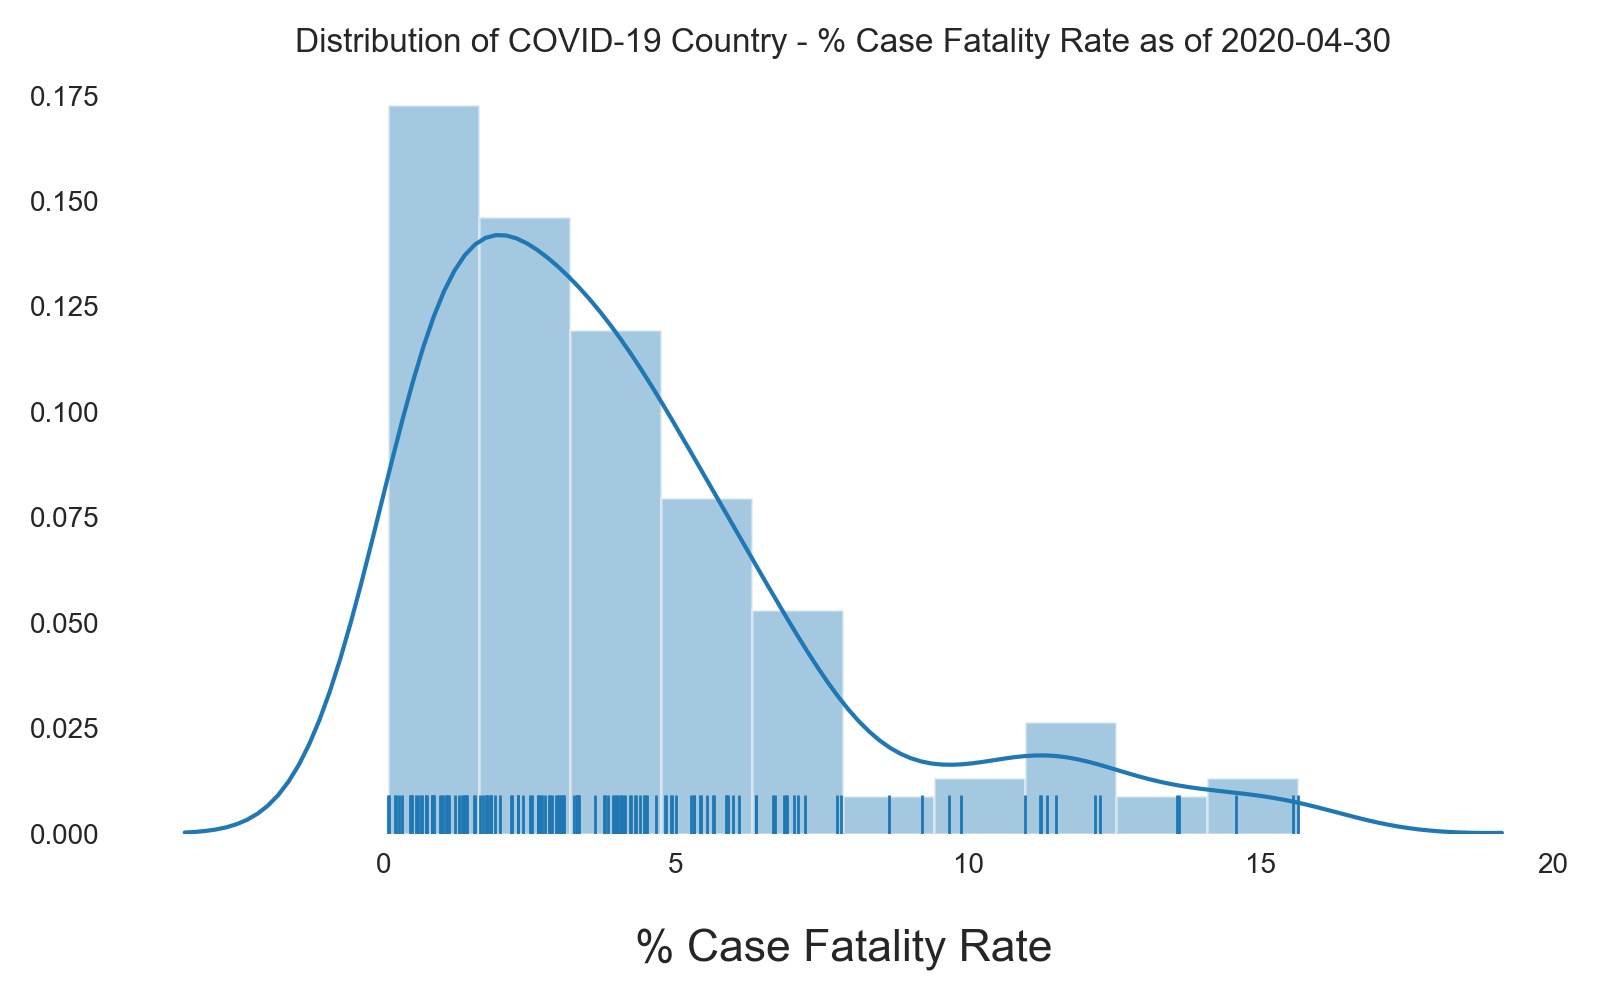 Distribution of COVID-19 Country - % Case Fatality Rate as of 2020-04-30
0.175
0.150
0.125
0.100
0.075
0.050
0.025
0.000
0 5 10 15 20
% Case Fatality Rate